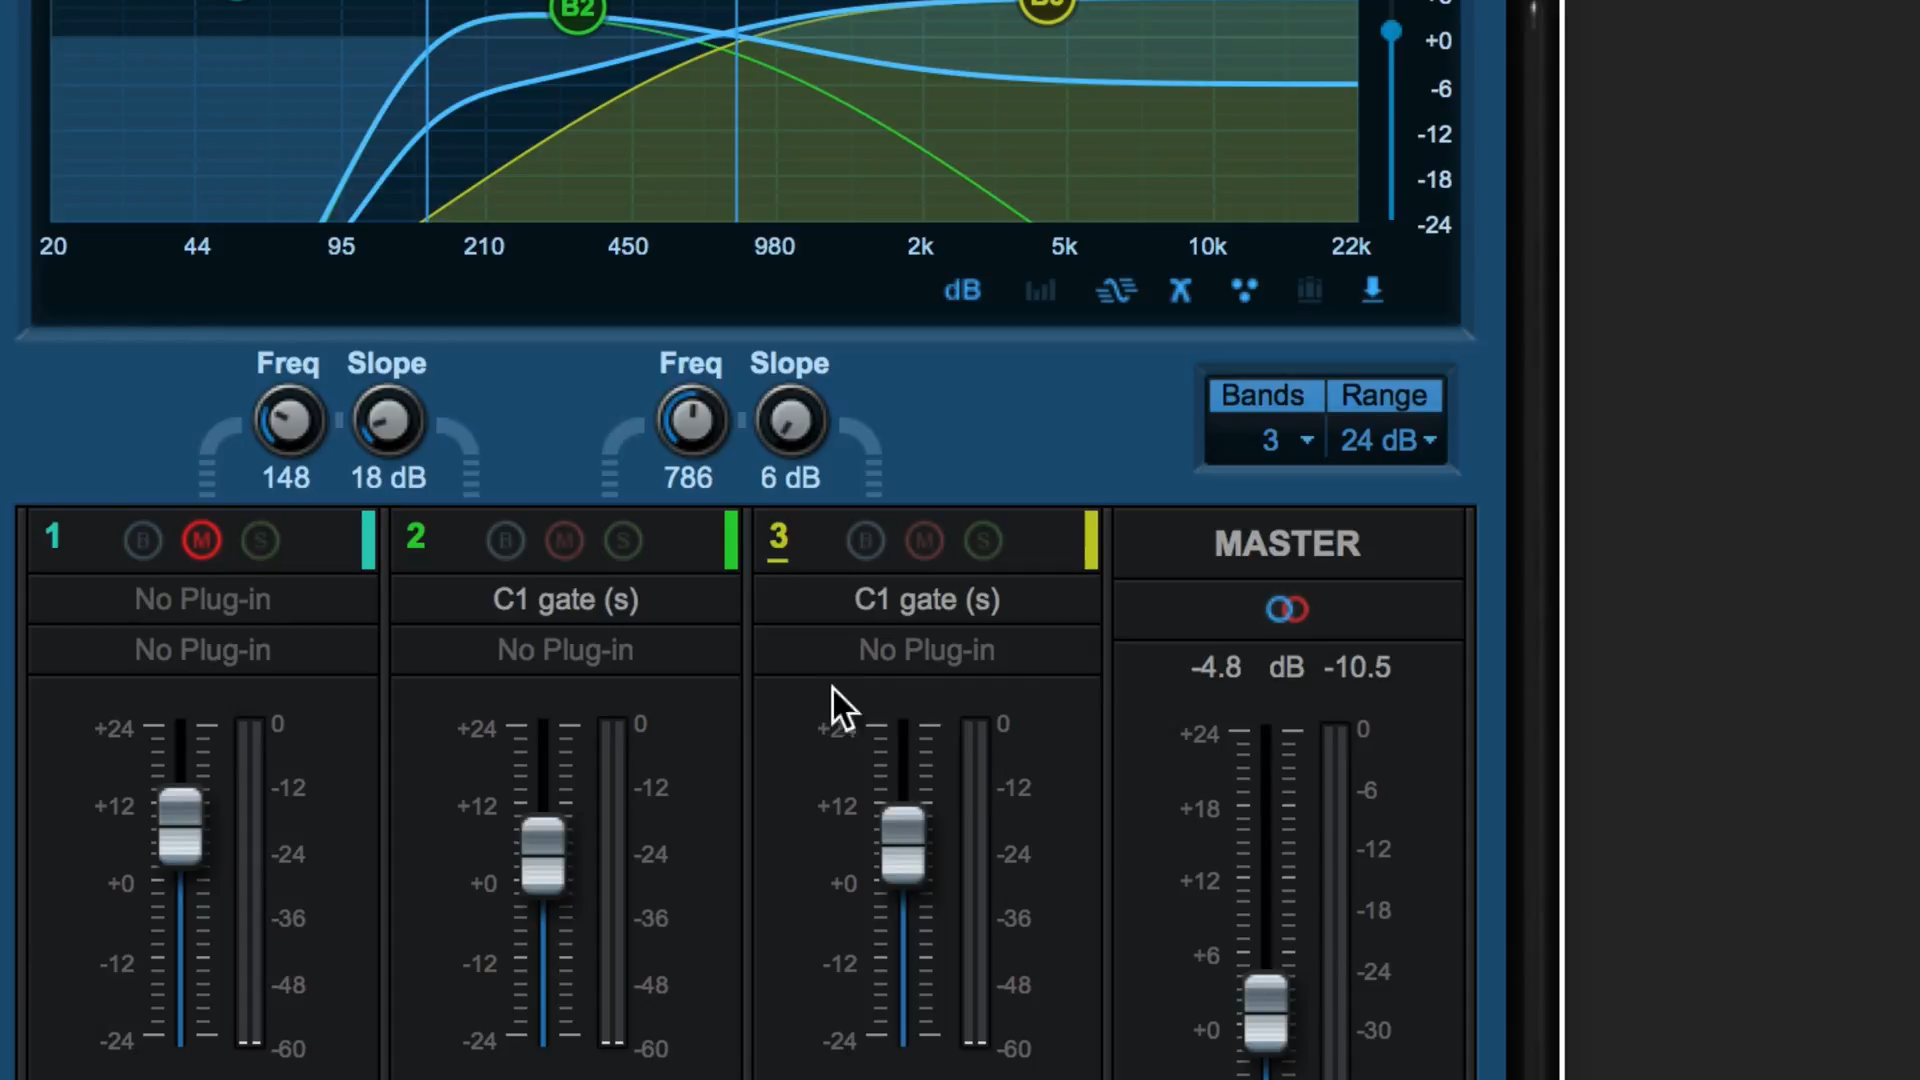 B2
+0
-6
-12
-18
-24
20 44 95 210 450 980 2k 5k 10k 22k
dB
Freq Slope Freq Slope
148 18 dB 786 6 dB
Bands Range
3 24 dB
1 B M S 2 B M S 3 B M S MASTER
No Plug-in C1 gate (s) C1 gate (s)
No Plug-in No Plug-in No Plug-in
-4.8 dB -10.5
+24 0 +24 0 0 +24 0
+12 -12 +12 -12 +12 -12 +18 -6
-24 -24 -24 +12 -12
+0 -36 +0 -36 +0 -36 -18
-12 -48 -12 -48 -12 -48 +6 -24
-24 -60 -24 -60 -24 -60 +0 -30